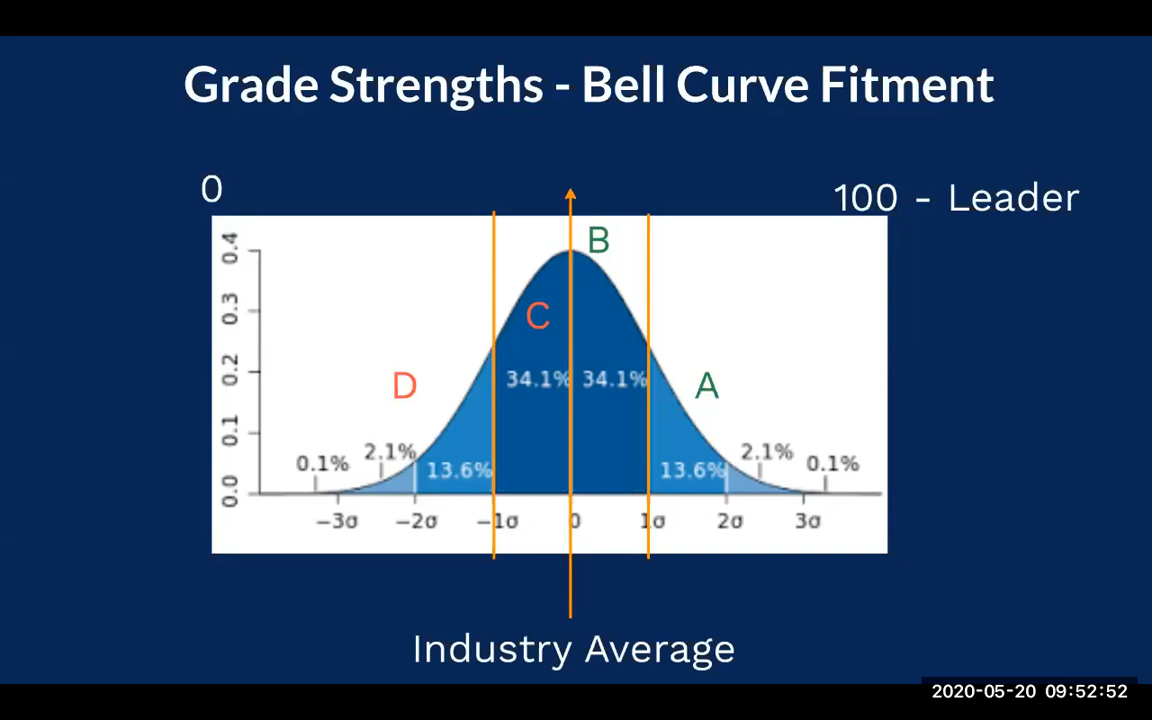 Grade Strengths - Bell Curve Fitment
0
100 - Leader
0.4
0.3
0.2
0.1
0.0
B
C
D
A
34.1% 34.1%
0.1%
2.1%
13.6%
13.6%
2.1%
0.1%
−3σ −2σ −1σ 0 1σ 2σ 3σ
Industry Average
2020-05-20 09:52:52